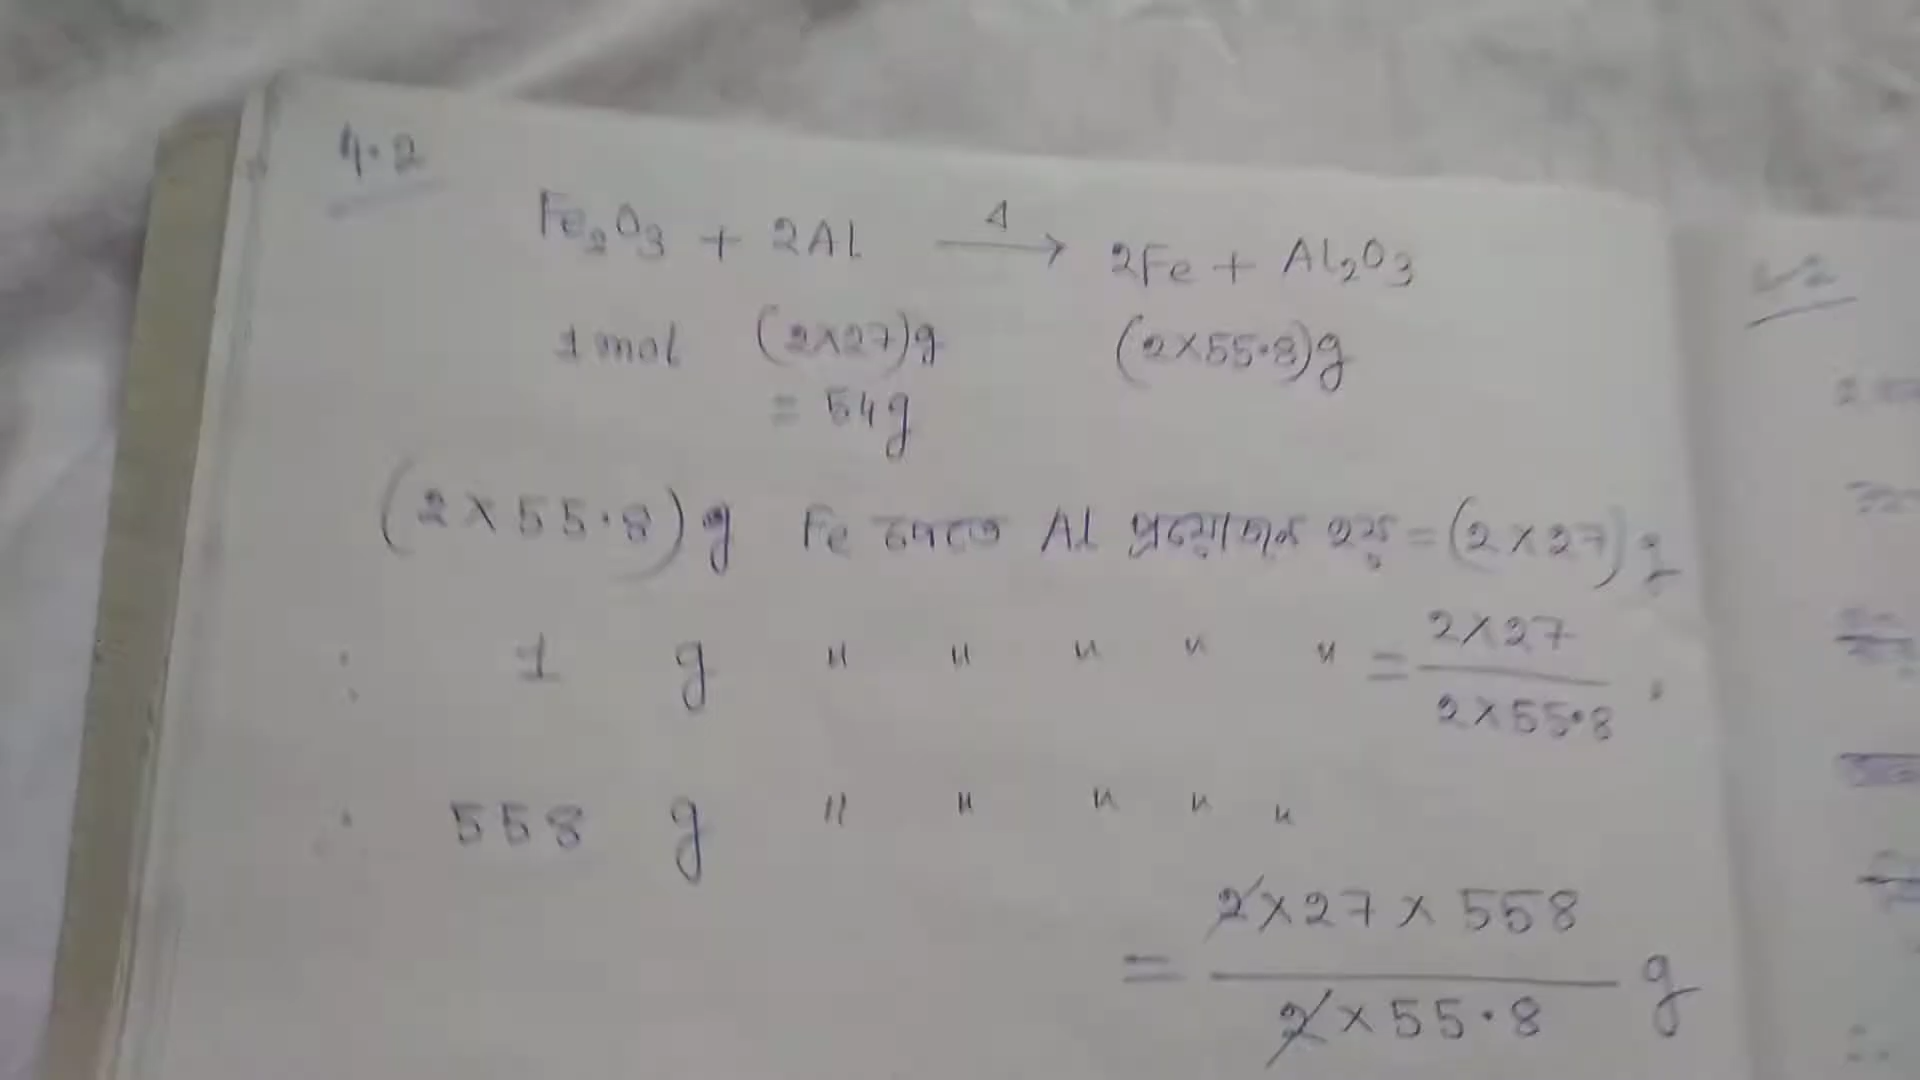 4.2
Fe₂O₃ + 2Al —Δ→ 2Fe + Al₂O₃
1 mol (2×27)g (2×55.8)g
= 54g
(2×55.8)g Fe পেতে Al প্রয়োজন হয় = (2×27) g
∴ 1 g " " " " " = 2×27 / 2×55.8
∴ 558 g " " " " "
= 2×27×558 / 2×55.8 g